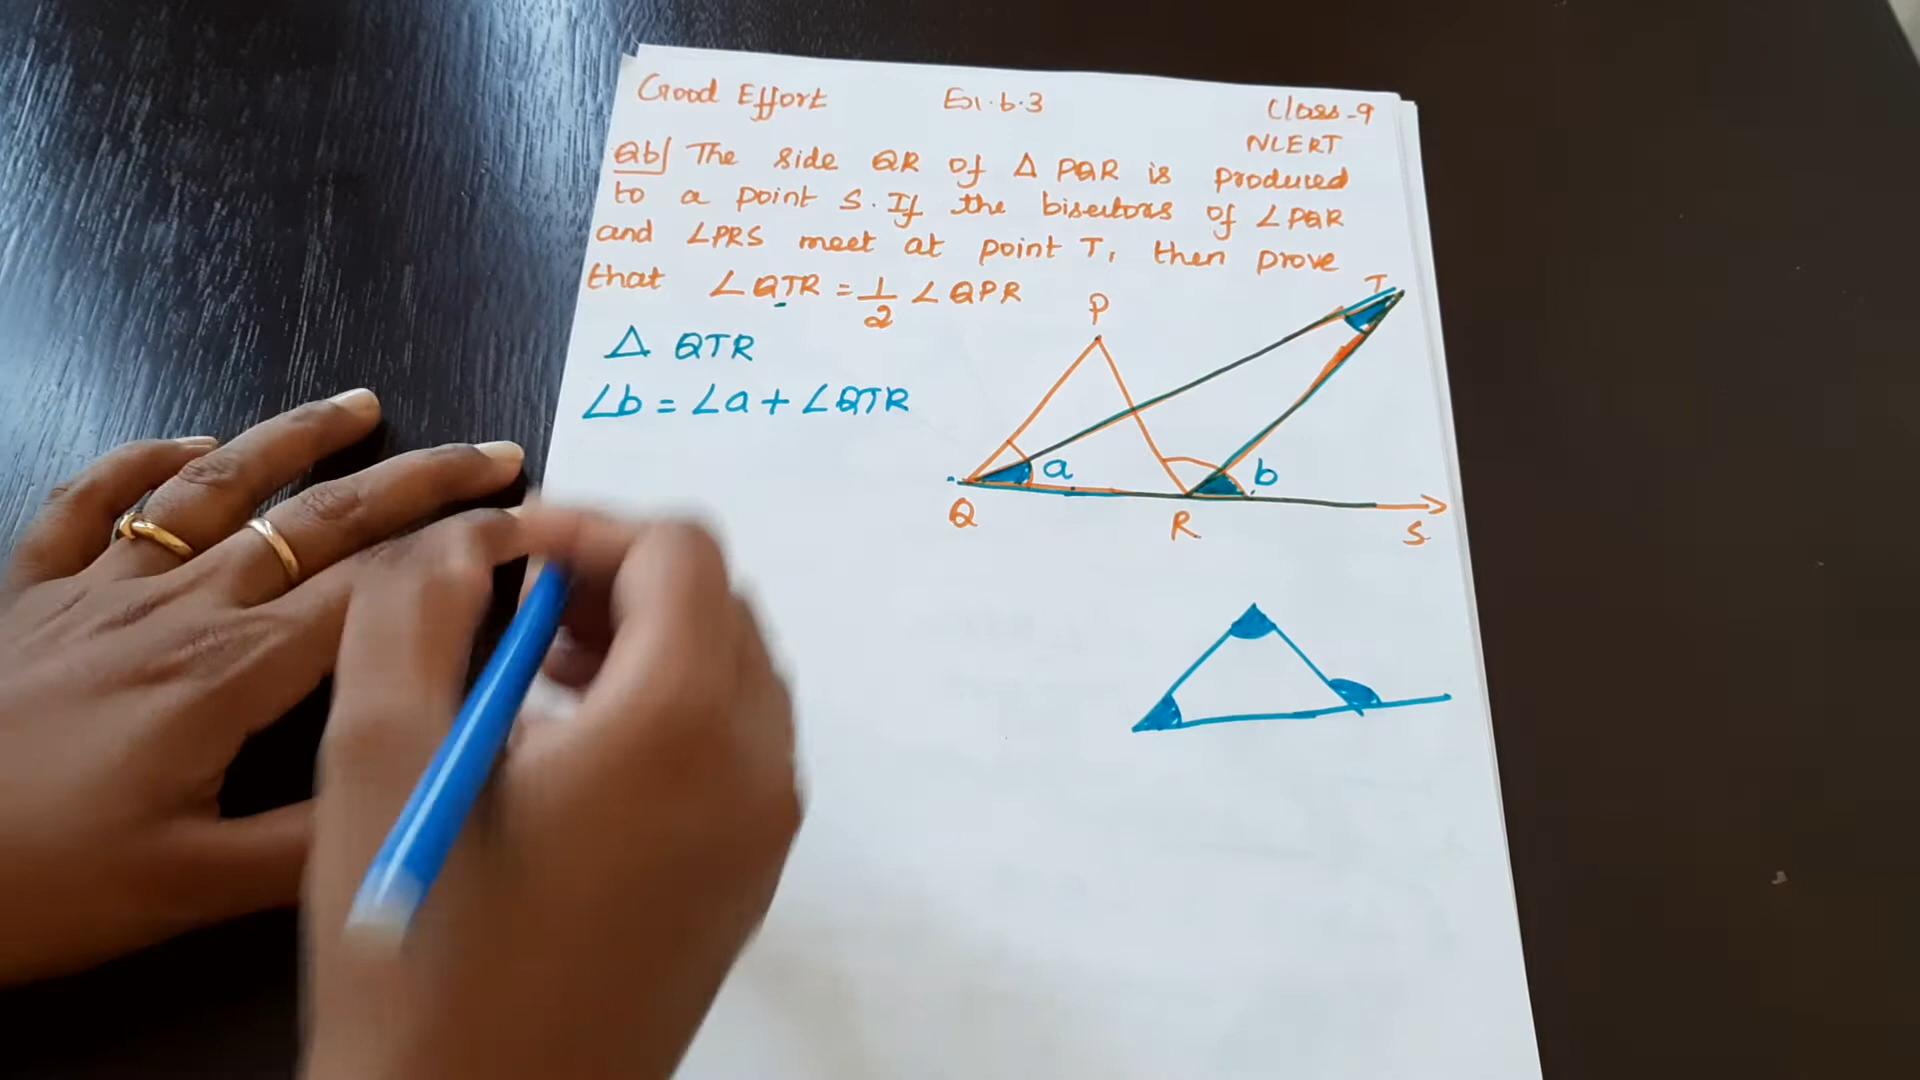 Good Effort Ex.6.3 Class-9
NCERT
Q6 The side QR of Δ PQR is produced
to a point S. If the bisectors of ∠PQR
and ∠PRS meet at point T, then prove
that ∠QTR = 1/2 ∠QPR
Δ QTR
∠b = ∠a + ∠QTR
P
T
a
b
Q
R
S